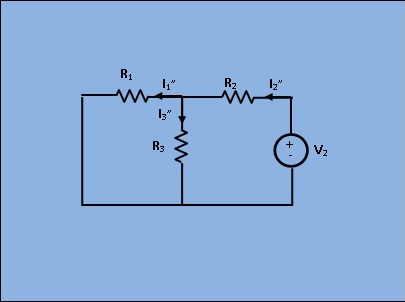 R₁
I₁”
R₂
I₂”
I₃”
R₃
+
-
V₂